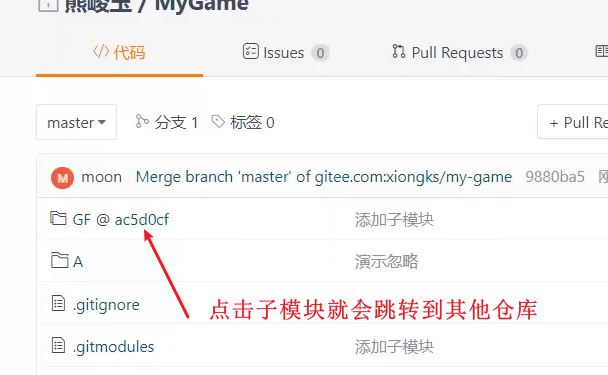 熊峻玉 / MyGame
代码
Issues 0
Pull Requests 0
master
分支 1
标签 0
+ Pull Re
M moon Merge branch 'master' of gitee.com:xiongks/my-game 9880ba5 刚
GF @ ac5d0cf 添加子模块
A 演示忽略
.gitignore
点击子模块就会跳转到其他仓库
.gitmodules 添加子模块